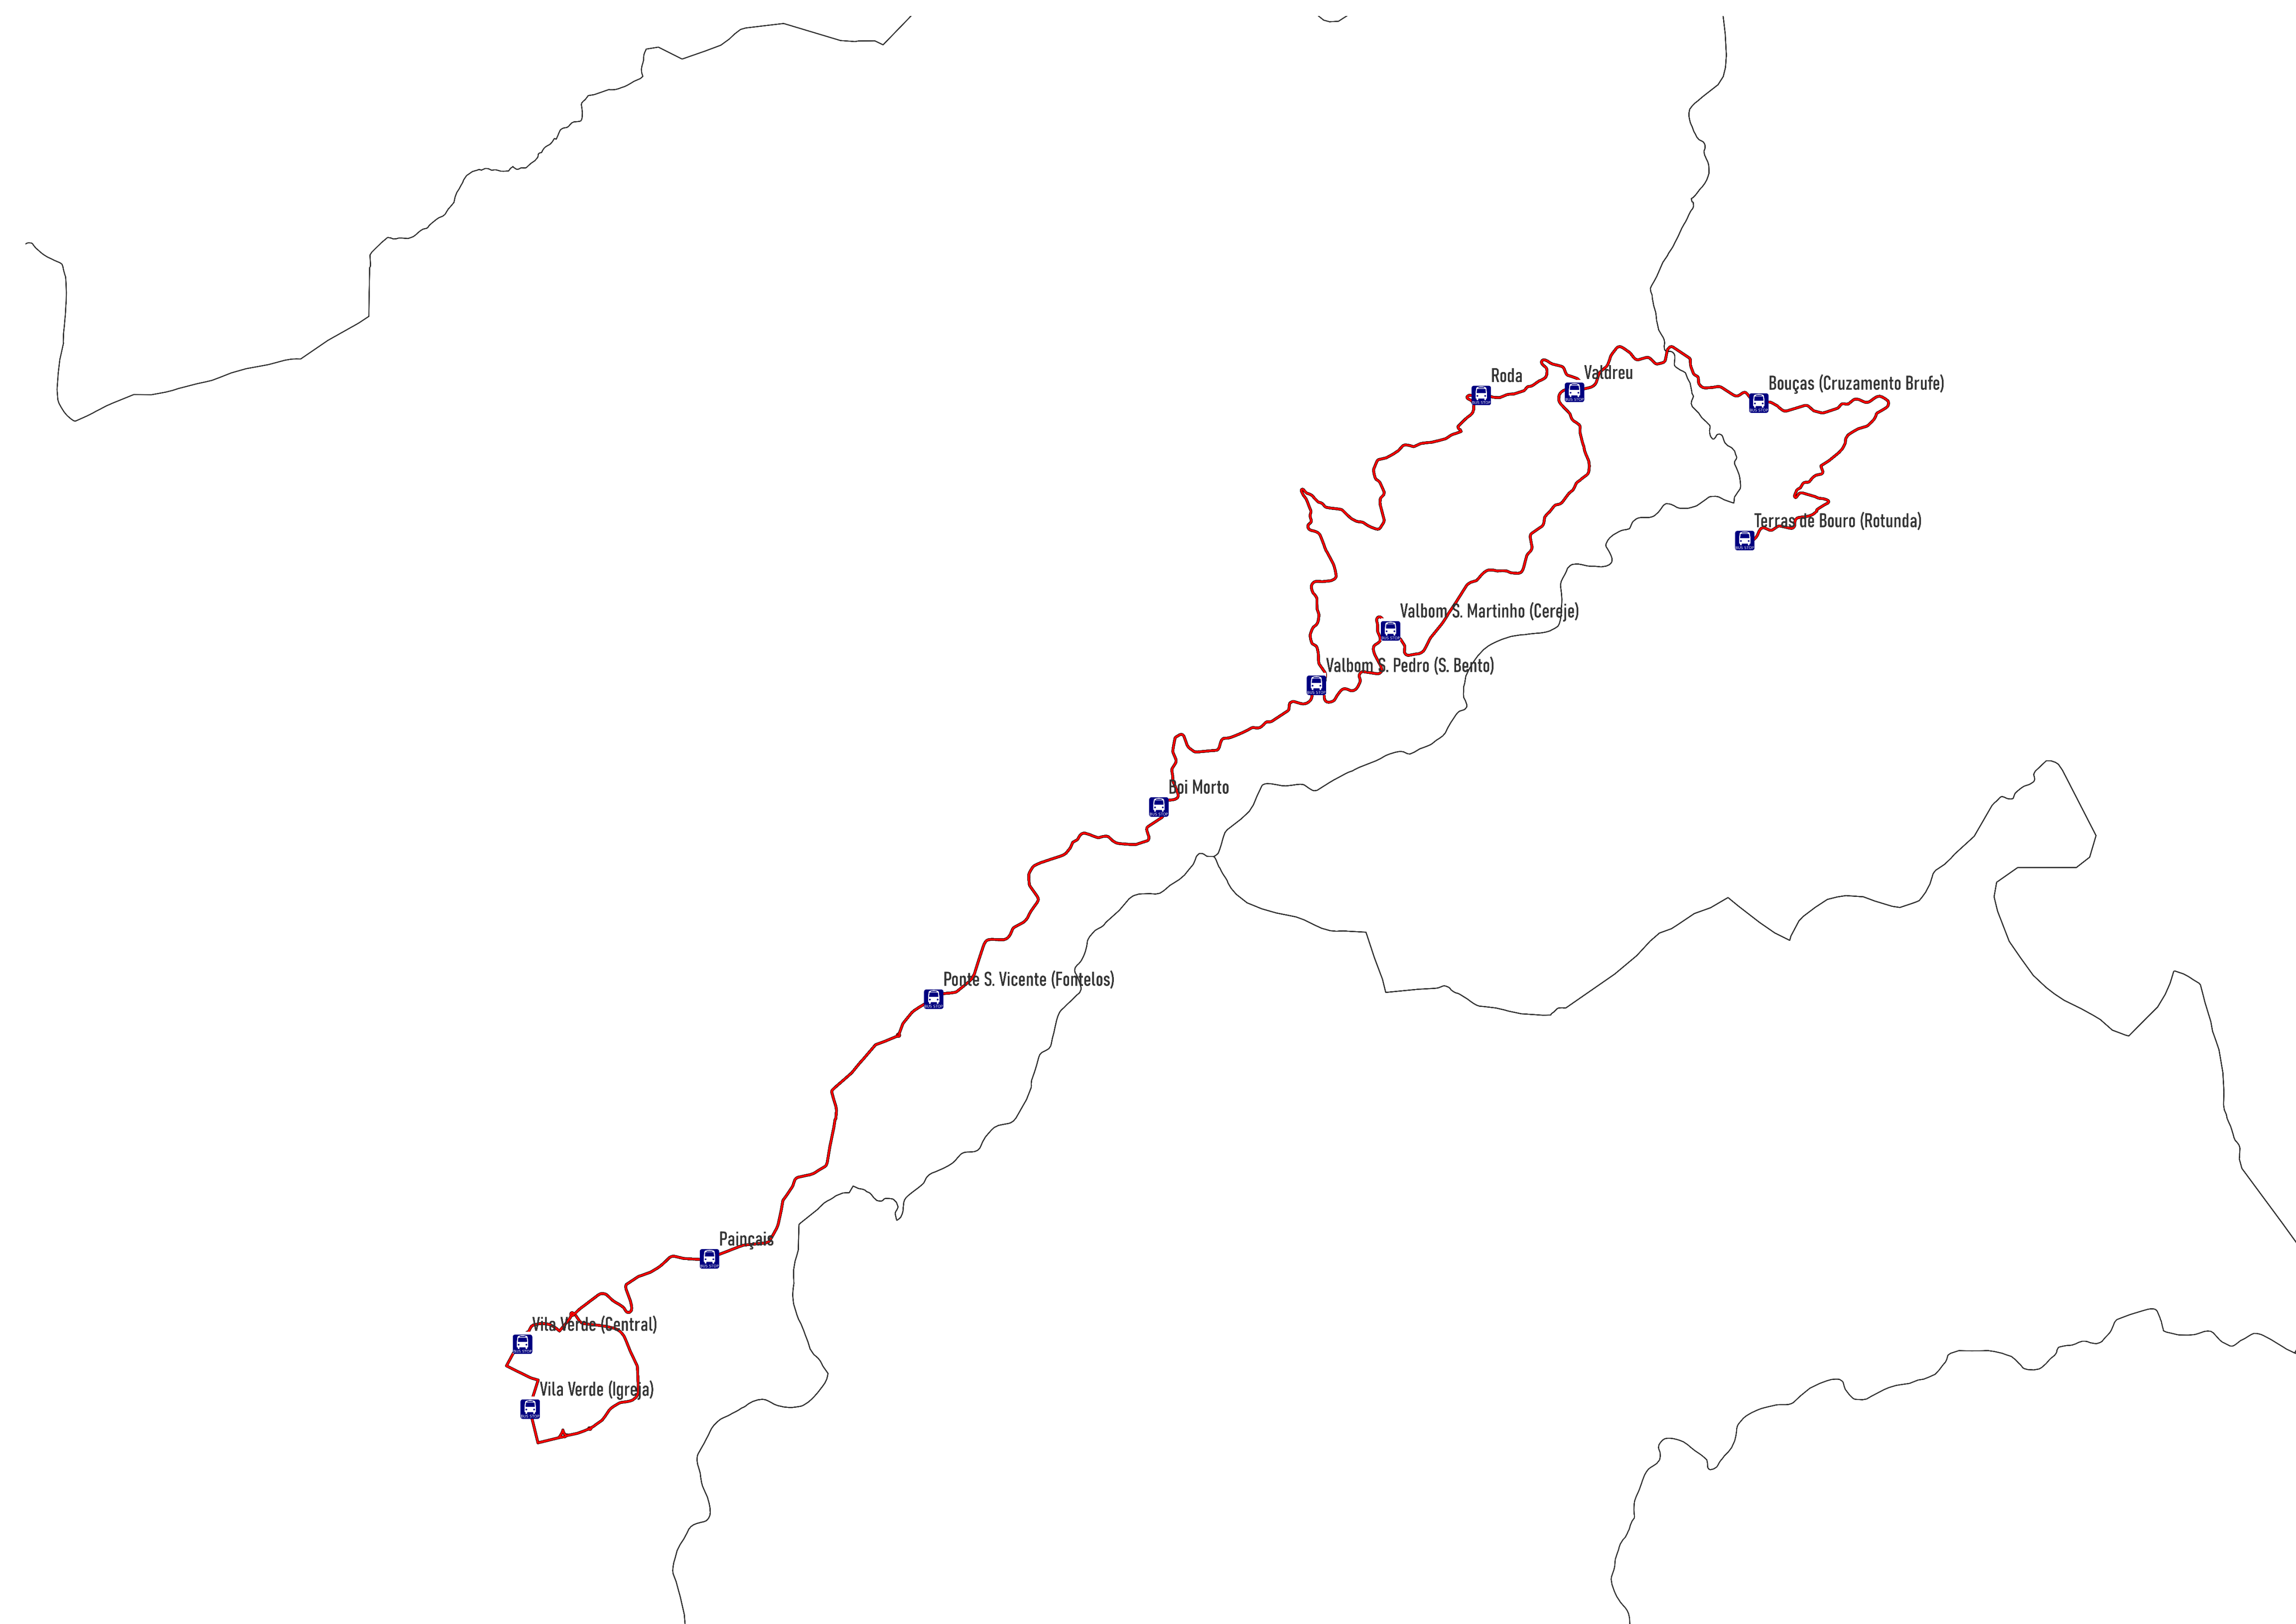 Valdreu
Roda
Bouças (Cruzamento Brufe)
Terras de Bouro (Rotunda)
Valbom S. Martinho (Cereje)
Valbom S. Pedro (S. Bento)
Boi Morto
Ponte S. Vicente (Fontelos)
Painçais
Vila Verde (Central)
Vila Verde (Igreja)